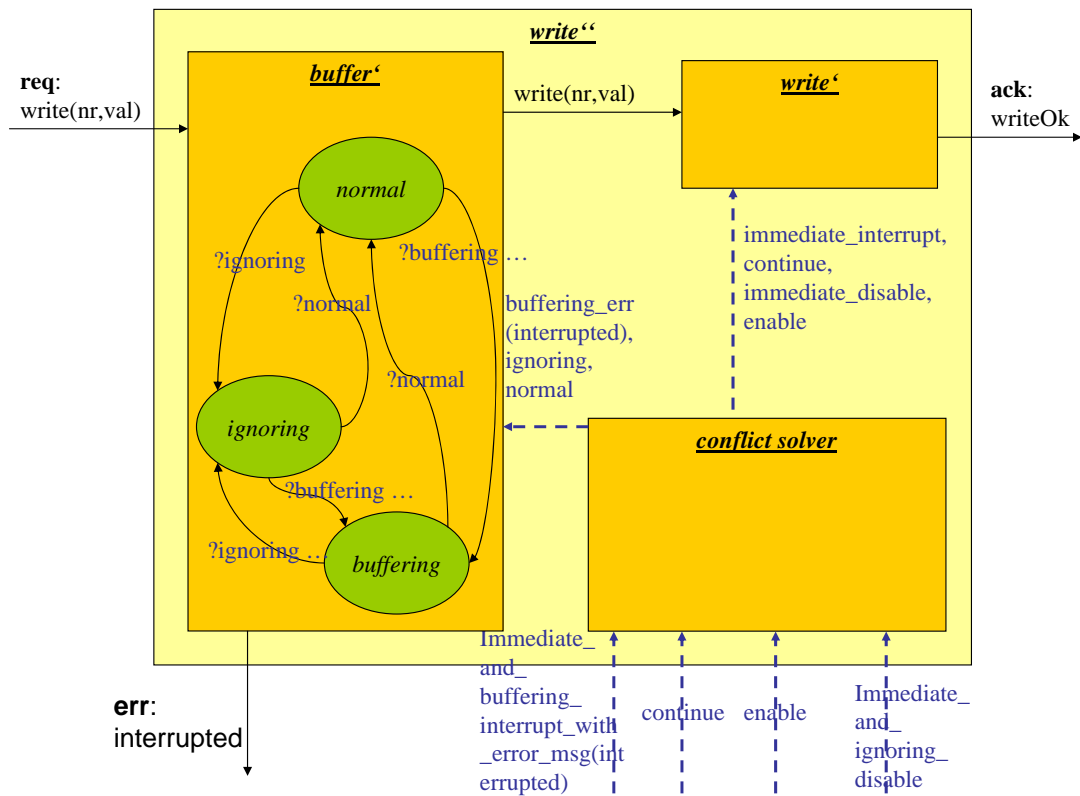 write‘‘
buffer‘
write‘
req:
write(nr,val)
write(nr,val)
ack:
writeOk
normal
?ignoring
?buffering …
?normal
?normal
ignoring
?buffering …
?ignoring …
buffering
immediate_interrupt,
continue,
immediate_disable,
enable
buffering_err
(interrupted),
ignoring,
normal
conflict solver
Immediate_
and_
buffering_
interrupt_with
_error_msg(int
errupted)
continue
enable
Immediate_
and_
ignoring_
disable
err:
interrupted